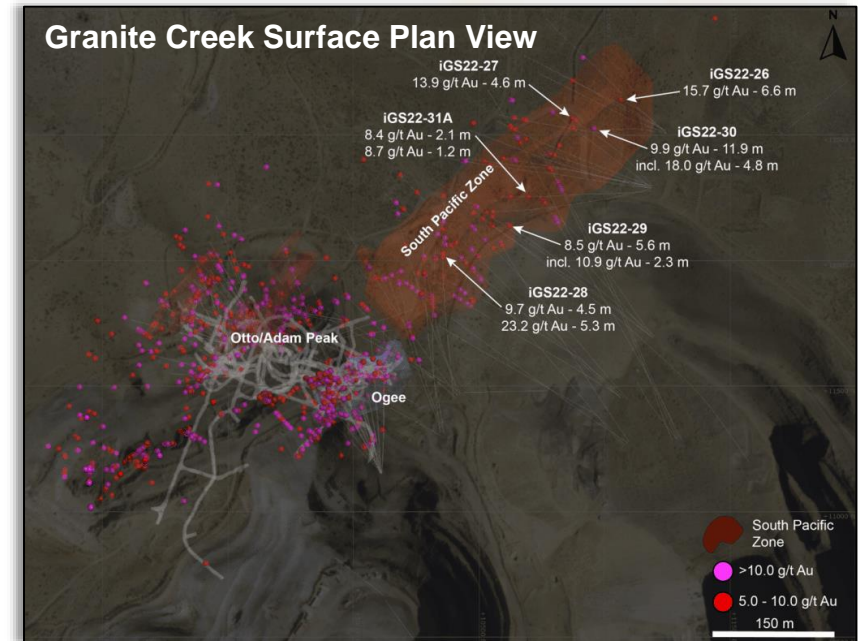 Granite Creek Surface Plan View
N
iGS22-27
13.9 g/t Au - 4.6 m
iGS22-26
15.7 g/t Au - 6.6 m
iGS22-31A
8.4 g/t Au - 2.1 m
8.7 g/t Au - 1.2 m
iGS22-30
9.9 g/t Au - 11.9 m
incl. 18.0 g/t Au - 4.8 m
South Pacific Zone
iGS22-29
8.5 g/t Au - 5.6 m
incl. 10.9 g/t Au - 2.3 m
iGS22-28
9.7 g/t Au - 4.5 m
23.2 g/t Au - 5.3 m
Otto/Adam Peak
Ogee
South Pacific
Zone
>10.0 g/t Au
5.0 - 10.0 g/t Au
150 m